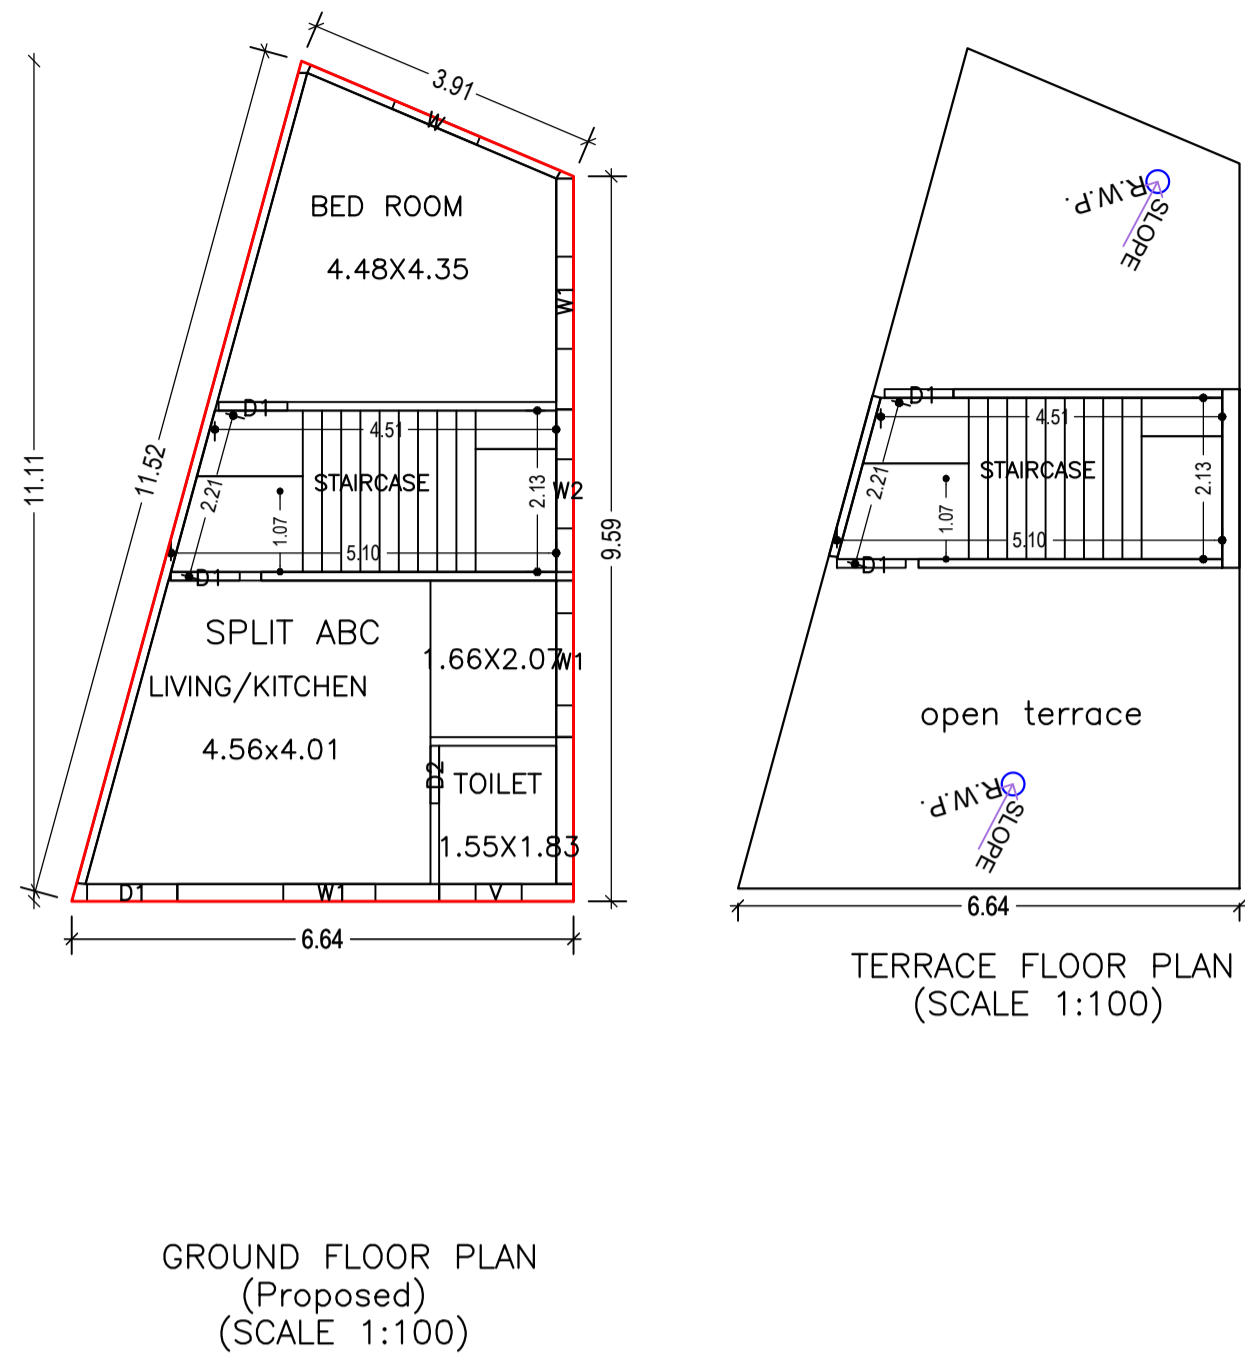 3.91
W
BED ROOM
4.48X4.35
W1
11.11
11.52
D1
4.51
STAIRCASE
2.21
1.07
2.13
W2
9.59
5.10
D1
SPLIT ABC
1.66X2.07
W1
LIVING/KITCHEN
4.56x4.01
D2
TOILET
1.55X1.83
D1
W1
V
6.64
GROUND FLOOR PLAN
(Proposed)
(SCALE 1:100)
R.W.P.
SLOPE
D1
4.51
STAIRCASE
2.21
1.07
2.13
5.10
D1
open terrace
R.W.P.
SLOPE
6.64
TERRACE FLOOR PLAN
(SCALE 1:100)